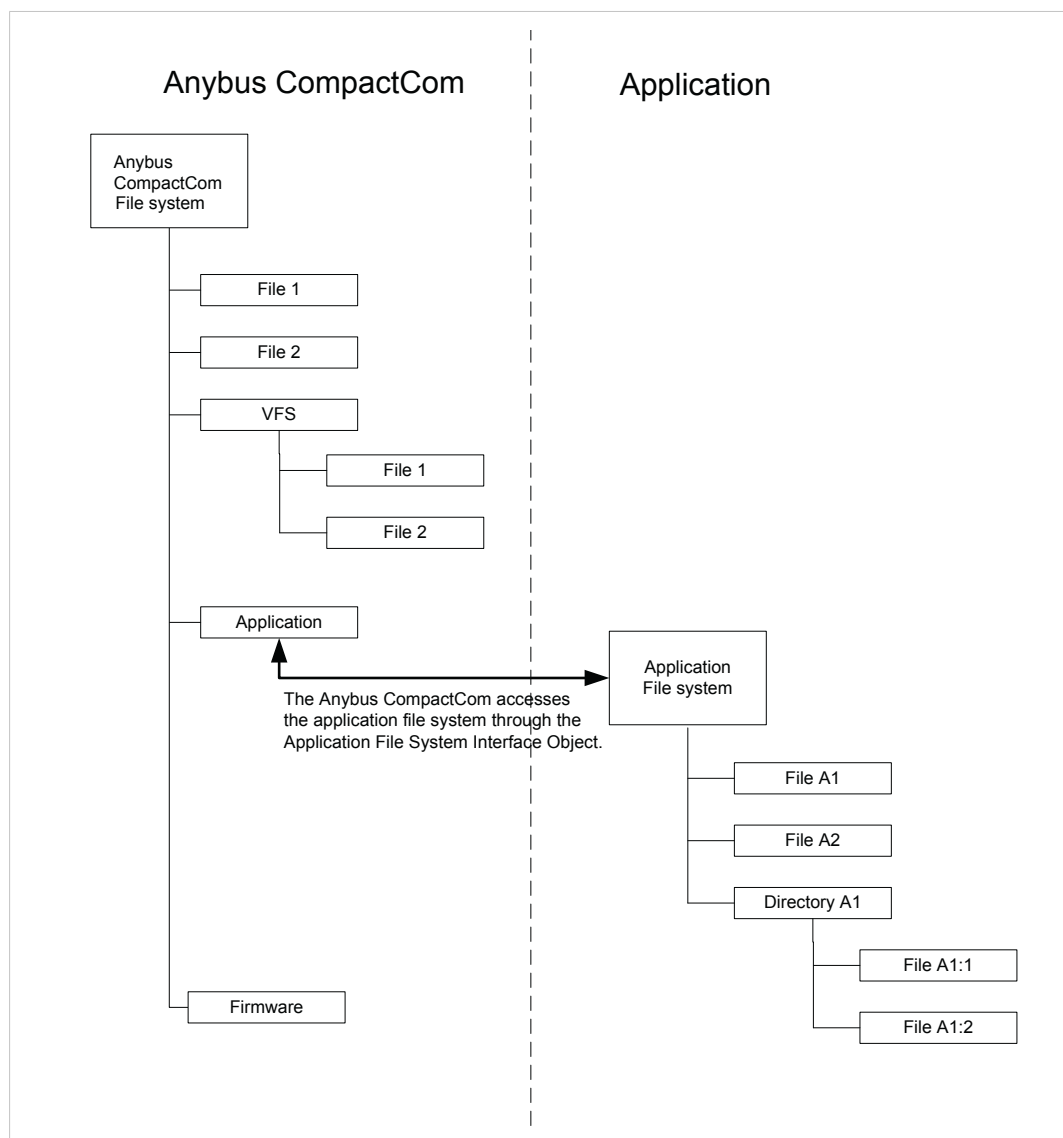 Anybus CompactCom
Application
Anybus
CompactCom
File system
File 1
File 2
VFS
File 1
File 2
Application
The Anybus CompactCom accesses
the application file system through the
Application File System Interface Object.
Application
File system
File A1
File A2
Directory A1
File A1:1
File A1:2
Firmware